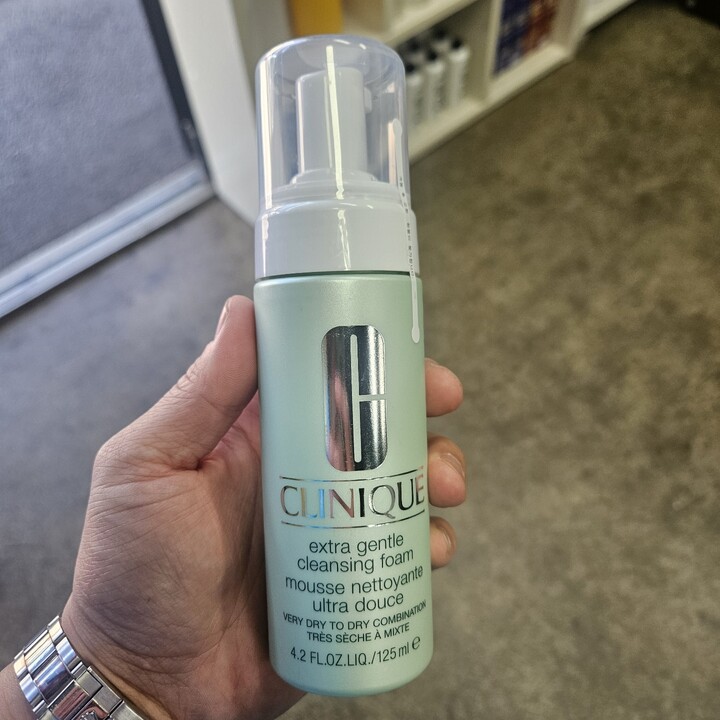 CLINIQUE
extra gentle
cleansing foam
mousse nettoyante
ultra douce
VERY DRY TO DRY COMBINATION
TRÈS SÈCHE À MIXTE
4.2 FL.OZ.LIQ./125 ml ℮